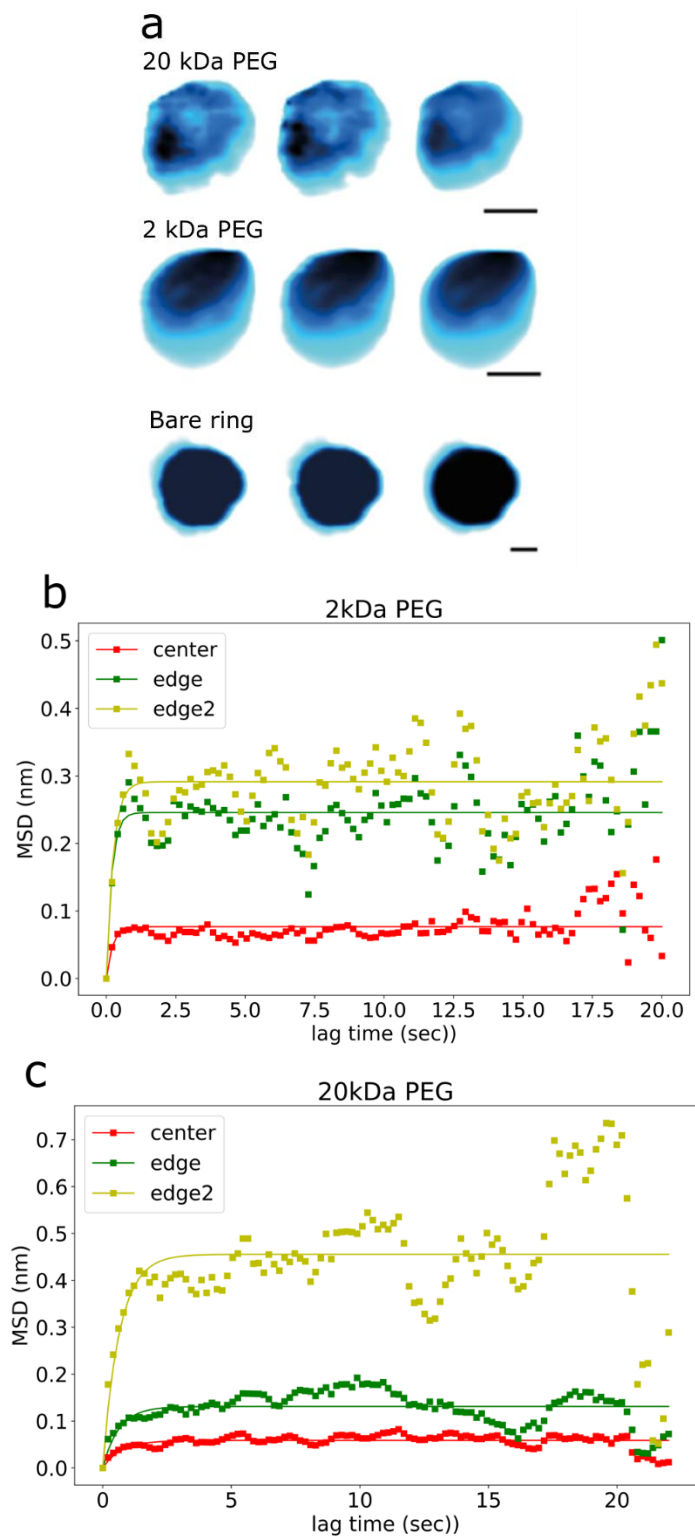 a
20 kDa PEG
2 kDa PEG
Bare ring
b
2kDa PEG
center
edge
edge2
MSD (nm)
0.5
0.4
0.3
0.2
0.1
0.0
0.0 2.5 5.0 7.5 10.0 12.5 15.0 17.5 20.0
lag time (sec))
c
20kDa PEG
center
edge
edge2
MSD (nm)
0.7
0.6
0.5
0.4
0.3
0.2
0.1
0.0
0 5 10 15 20
lag time (sec))